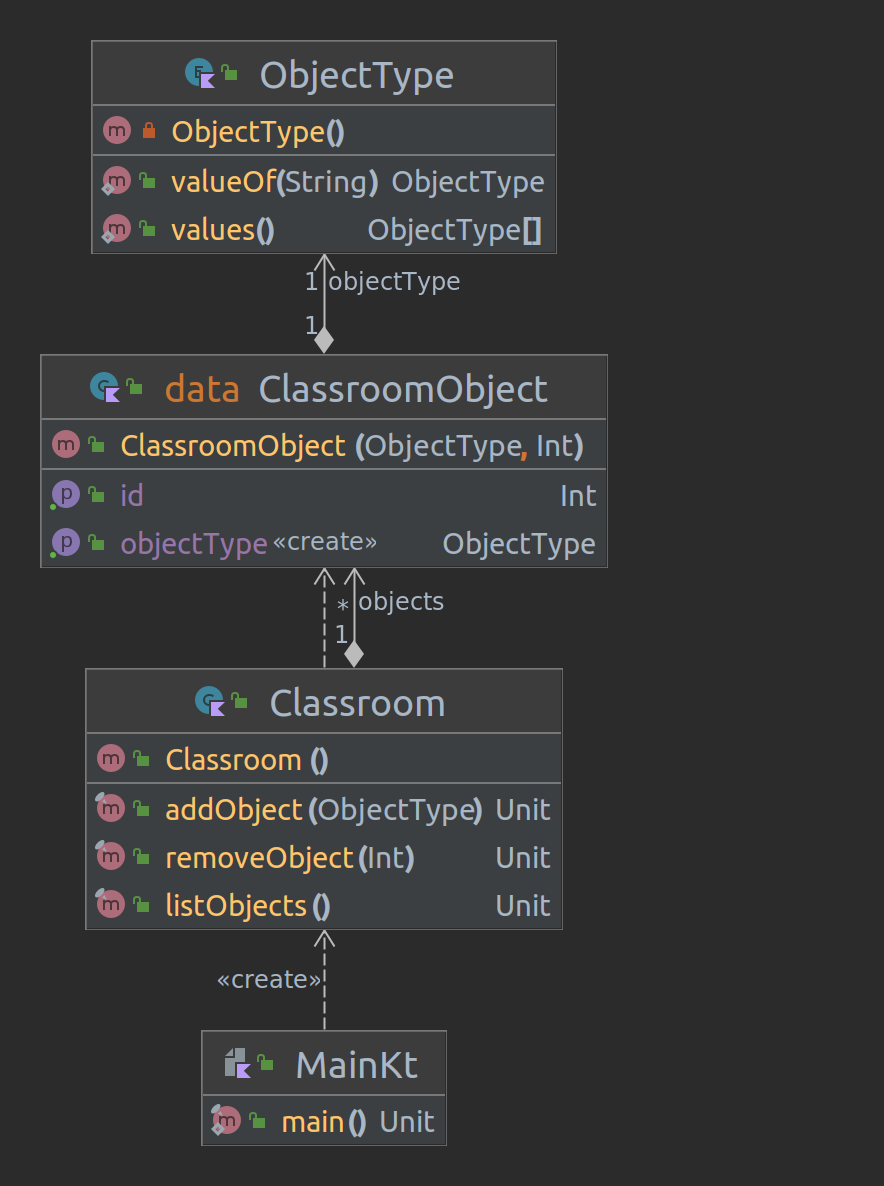 ObjectType
ObjectType()
valueOf(String) ObjectType
values() ObjectType[]
1 objectType
1
data ClassroomObject
ClassroomObject (ObjectType, Int)
id Int
objectType «create» ObjectType
* objects
1
Classroom
Classroom ()
addObject (ObjectType) Unit
removeObject (Int) Unit
listObjects () Unit
«create»
MainKt
main () Unit